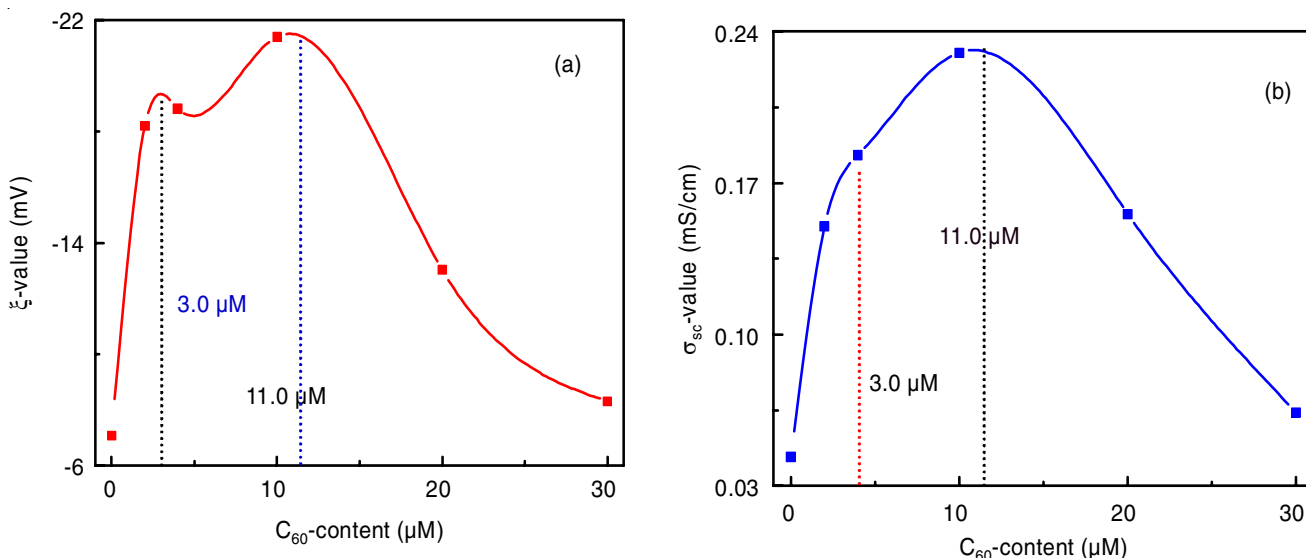 -22
-14
-6
ξ-value (mV)
(a)
3.0 µM
11.0 µM
0
10
20
30
C₆₀-content (µM)
0.24
0.17
0.10
0.03
σsc-value (mS/cm)
(b)
11.0 µM
3.0 µM
0
10
20
30
C₆₀-content (µM)